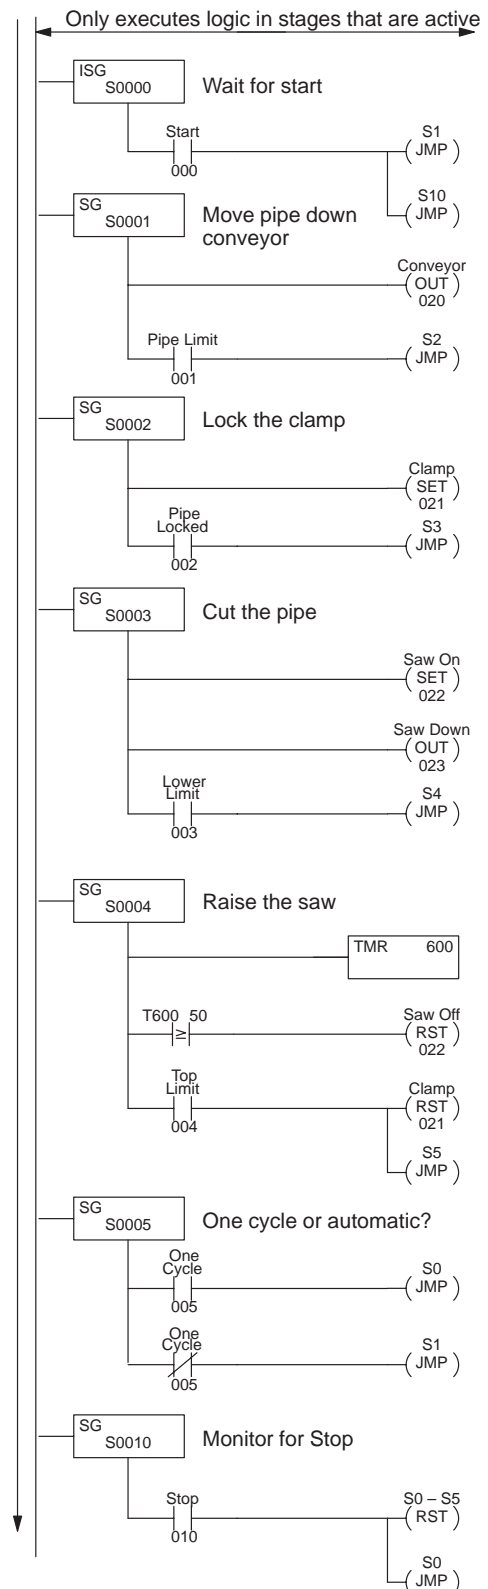 Only executes logic in stages that are active
ISG
S0000
Wait for start
Start
000
S1
JMP
S10
JMP
SG
S0001
Move pipe down
conveyor
Conveyor
OUT
020
Pipe Limit
001
S2
JMP
SG
S0002
Lock the clamp
Clamp
SET
021
Pipe
Locked
002
S3
JMP
SG
S0003
Cut the pipe
Saw On
SET
022
Saw Down
OUT
023
Lower
Limit
003
S4
JMP
SG
S0004
Raise the saw
TMR 600
T600 50
≥
Saw Off
RST
022
Top
Limit
004
Clamp
RST
021
S5
JMP
SG
S0005
One cycle or automatic?
One
Cycle
005
S0
JMP
One
Cycle
005
S1
JMP
SG
S0010
Monitor for Stop
Stop
010
S0 – S5
RST
S0
JMP